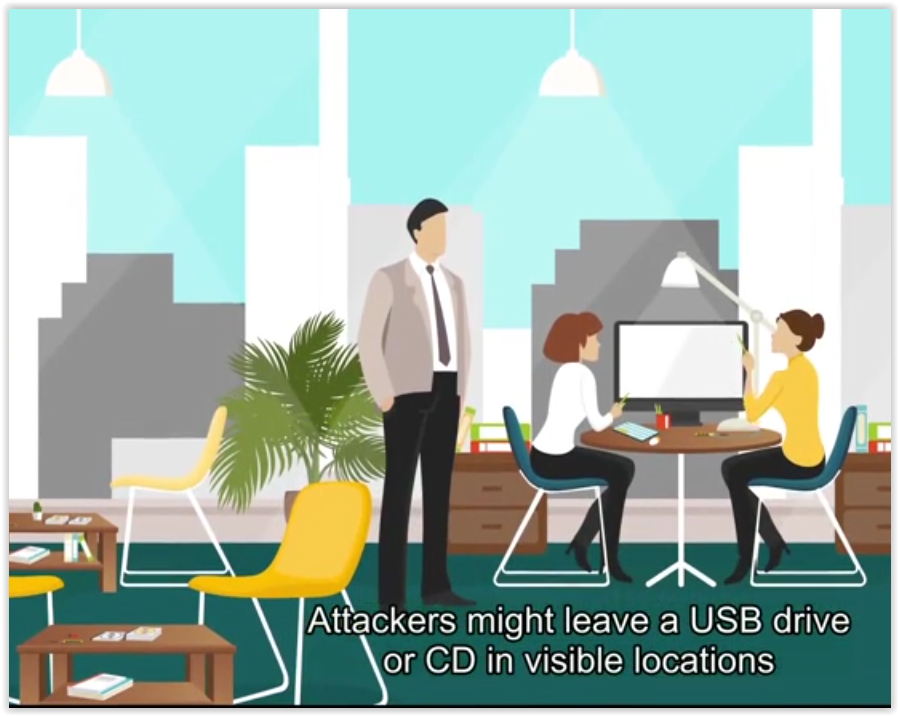 Attackers might leave a USB drive
or CD in visible locations